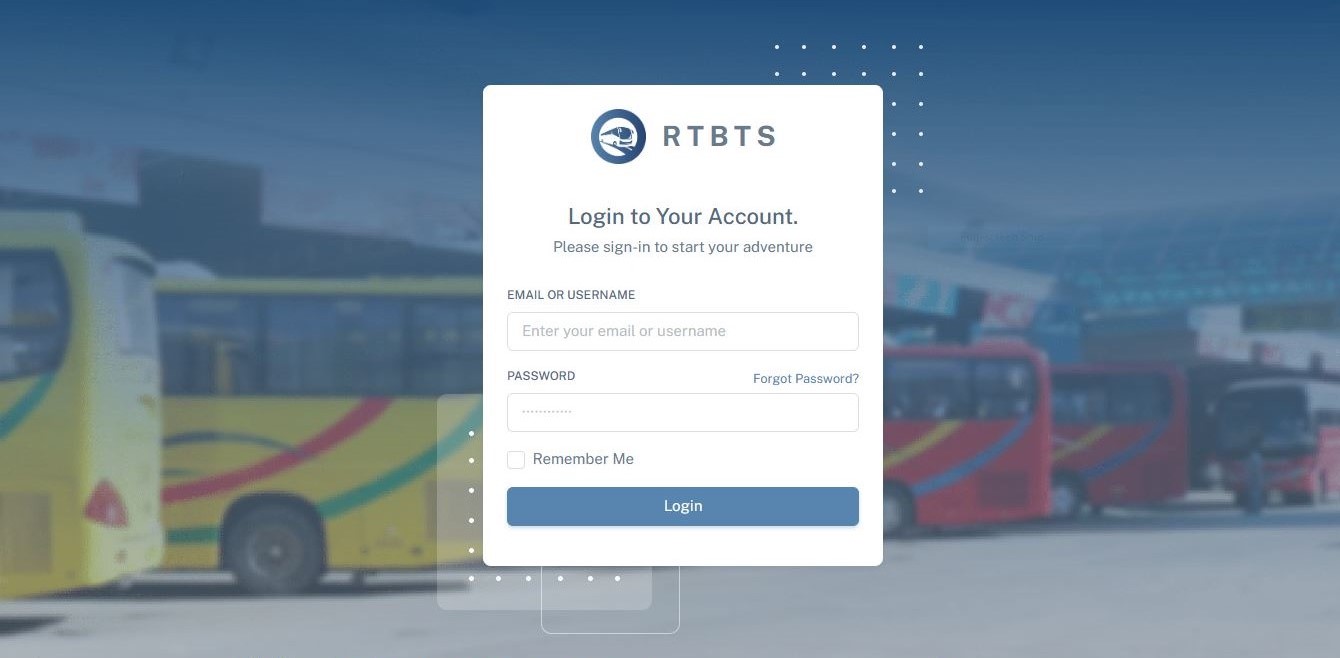 RTBTS
Login to Your Account.
Please sign-in to start your adventure
EMAIL OR USERNAME
Enter your email or username
PASSWORD
Forgot Password?
Remember Me
Login